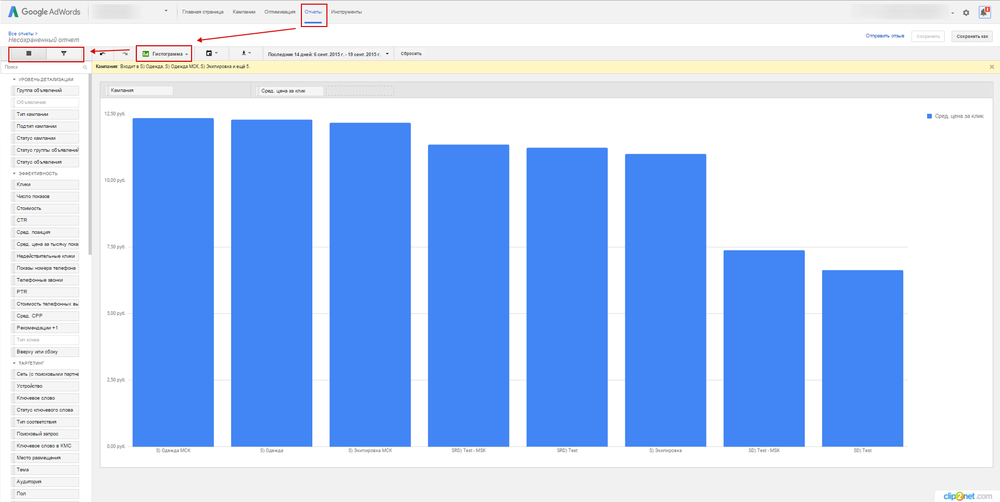 Google AdWords
Главная страница
Кампании
Оптимизация
Отчеты
Инструменты
Все отчеты >
Несохраненный отчет
Отправить отзыв
Сохранить
Сохранить как
Гистограмма
Последние 14 дней: 6 сент. 2015 г. - 19 сент. 2015 г.
Сбросить
Поиск
Кампания: Входит в S) Одежда, S) Одежда МСК, S) Экипировка и ещё 5.
УРОВЕНЬ ДЕТАЛИЗАЦИИ
Группа объявлений
Объявление
Тип кампании
Подтип кампании
Статус кампании
Статус группы объявлений
Статус объявления
ЭФФЕКТИВНОСТЬ
Клики
Число показов
Стоимость
CTR
Сред. позиция
Сред. цена за тысячу пока
Недействительные клики
Показы номера телефона
Телефонные звонки
PTR
Стоимость телефонных вы
Сред. CPP
Рекомендации +1
Тип клика
Вверху или сбоку
ТАРГЕТИНГ
Сеть (с поисковыми партне
Устройство
Ключевое слово
Статус ключевого слова
Тип соответствия
Поисковый запрос
Ключевое слово в КМС
Место размещения
Тема
Аудитория
Пол
Кампания
Сред. цена за клик
Сред. цена за клик
12,50 руб.
10,00 руб.
7,50 руб.
5,00 руб.
2,50 руб.
0,00 руб.
S) Одежда МСК
S) Одежда
S) Экипировка МСК
SRD) Test - MSK
SRD) Test
S) Экипировка
SD) Test - MSK
SD) Test
clip2net.com